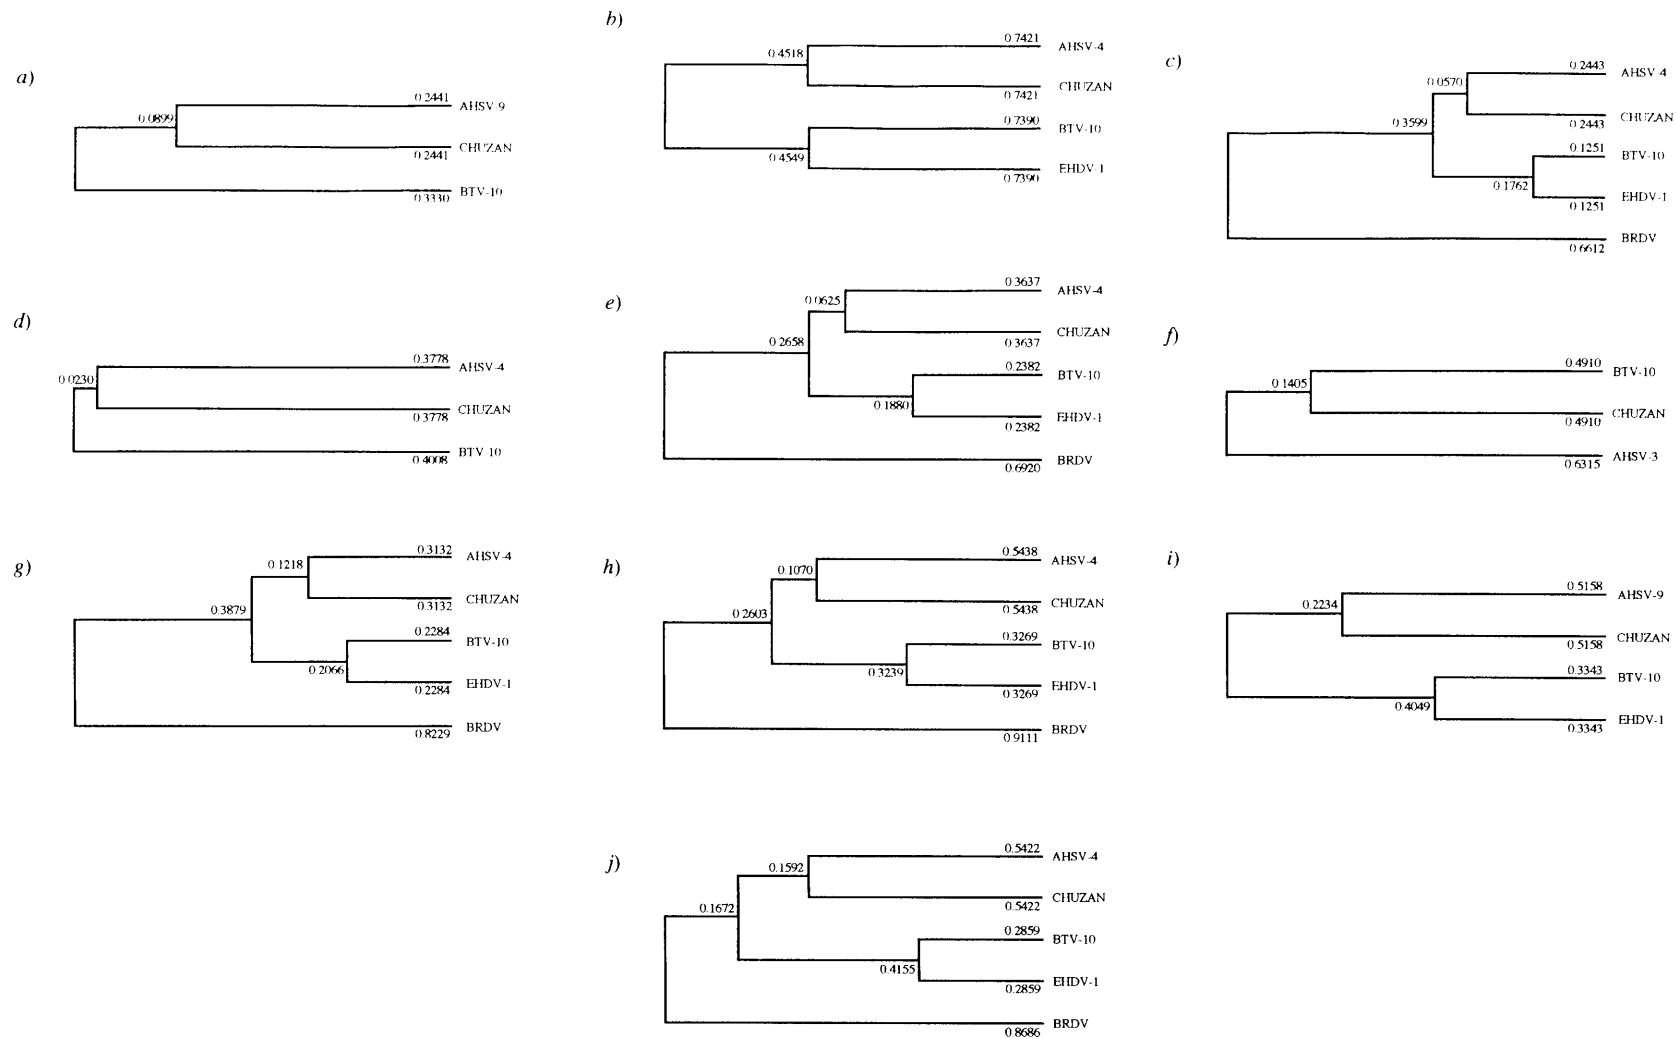 a)
0.2441
AHSV-9
0.0899
CHUZAN
0.2441
BTV-10
0.3330
b)
0.7421
AHSV-4
0.4518
CHUZAN
0.7421
0.7390
BTV-10
0.4549
EHDV-1
0.7390
c)
0.2443
AHSV-4
0.0570
CHUZAN
0.2443
0.3599
0.1251
BTV-10
0.1762
EHDV-1
0.1251
BRDV
0.6612
d)
0.3778
AHSV-4
0.0230
CHUZAN
0.3778
BTV-10
0.4008
e)
0.3637
AHSV-4
0.0625
CHUZAN
0.3637
0.2658
0.2382
BTV-10
0.1880
EHDV-1
0.2382
BRDV
0.6920
f)
0.4910
BTV-10
0.1405
CHUZAN
0.4910
AHSV-3
0.6315
g)
0.3132
AHSV-4
0.1218
CHUZAN
0.3132
0.3879
0.2284
BTV-10
0.2066
EHDV-1
0.2284
BRDV
0.8229
h)
0.5438
AHSV-4
0.1070
CHUZAN
0.5438
0.2603
0.3269
BTV-10
0.3239
EHDV-1
0.3269
BRDV
0.9111
i)
0.5158
AHSV-9
0.2234
CHUZAN
0.5158
0.3343
BTV-10
0.4049
EHDV-1
0.3343
j)
0.5422
AHSV-4
0.1592
CHUZAN
0.5422
0.1672
0.2859
BTV-10
0.4155
EHDV-1
0.2859
BRDV
0.8686